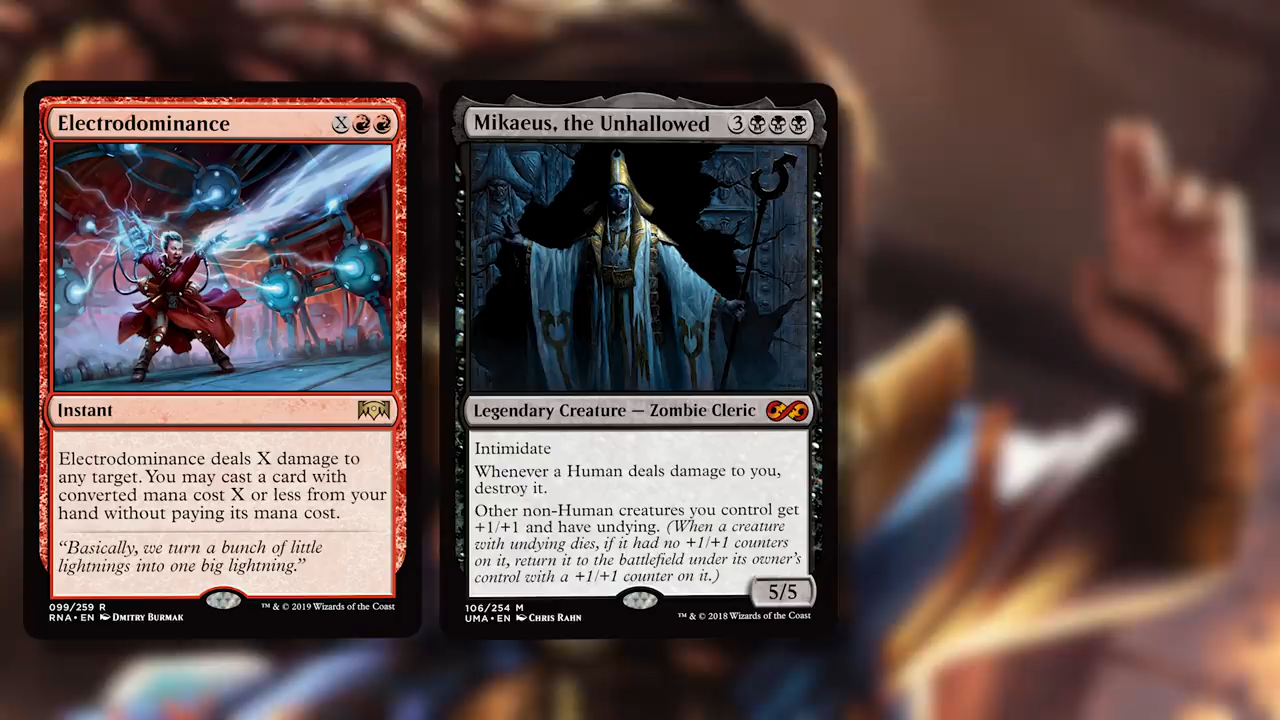 Electrodominance X
Instant
Electrodominance deals X damage to
any target. You may cast a card with
converted mana cost X or less from your
hand without paying its mana cost.
“Basically, we turn a bunch of little
lightnings into one big lightning.”
099/259 R
RNA • EN Dmitry Burmak
™ & © 2019 Wizards of the Coast
Mikaeus, the Unhallowed 3
Legendary Creature — Zombie Cleric
Intimidate
Whenever a Human deals damage to you,
destroy it.
Other non-Human creatures you control get
+1/+1 and have undying. (When a creature
with undying dies, if it had no +1/+1 counters
on it, return it to the battlefield under its owner’s
control with a +1/+1 counter on it.)
5/5
106/254 M
UMA • EN Chris Rahn
™ & © 2018 Wizards of the Coast